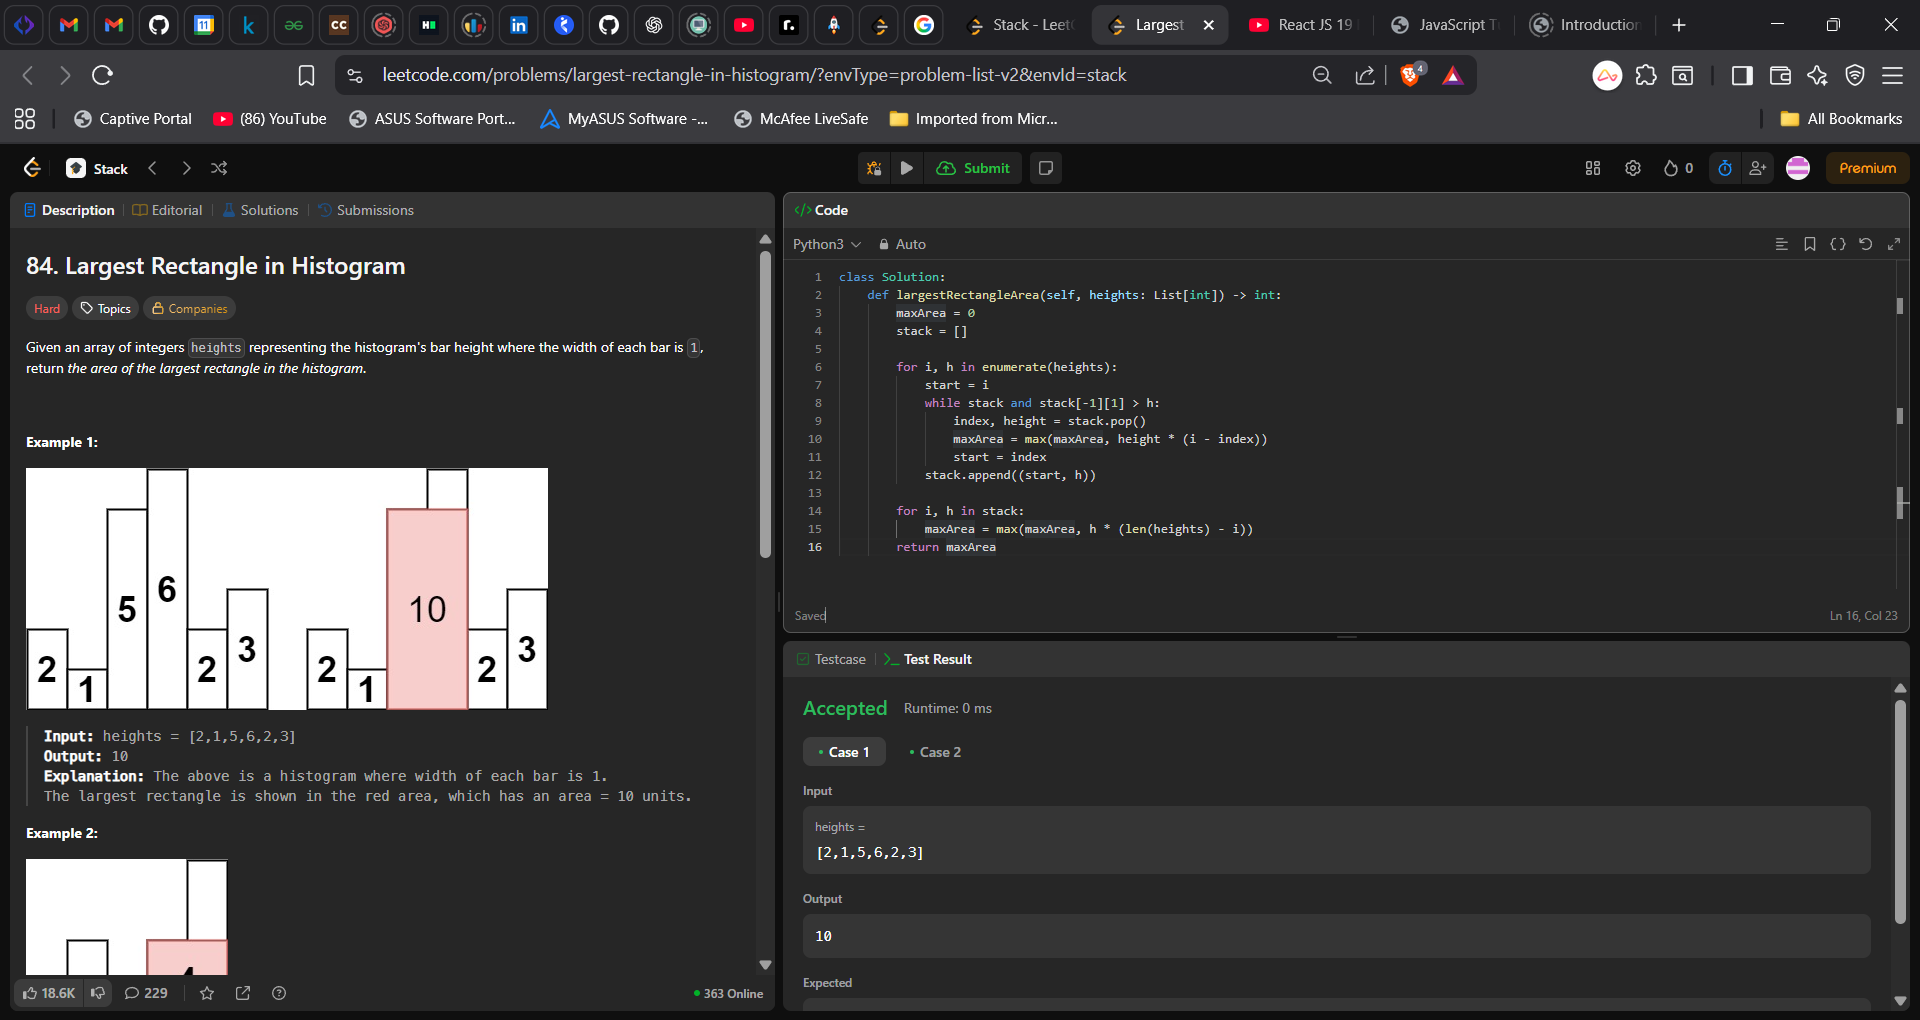 CC
31
k
H
in
r.
Stack - Leet
Largest
React JS 19
JavaScript T
Introduction
leetcode.com/problems/largest-rectangle-in-histogram/?envType=problem-list-v2&envId=stack
4
Captive Portal
(86) YouTube
ASUS Software Port...
MyASUS Software -...
McAfee LiveSafe
Imported from Micr...
All Bookmarks
Stack
Submit
0
Premium
Description
Editorial
Solutions
Submissions
84. Largest Rectangle in Histogram
Hard
Topics
Companies
Given an array of integers heights representing the histogram's bar height where the width of each bar is 1,
return the area of the largest rectangle in the histogram.
Example 1:
2 1 5 6 2 3 2 1 10 2 3
Input: heights = [2,1,5,6,2,3]
Output: 10
Explanation: The above is a histogram where width of each bar is 1.
The largest rectangle is shown in the red area, which has an area = 10 units.
Example 2:
18.6K
229
363 Online
Code
Python3
Auto
1 class Solution:
2 def largestRectangleArea(self, heights: List[int]) -> int:
3 maxArea = 0
4 stack = []
5
6 for i, h in enumerate(heights):
7 start = i
8 while stack and stack[-1][1] > h:
9 index, height = stack.pop()
10 maxArea = max(maxArea, height * (i - index))
11 start = index
12 stack.append((start, h))
13
14 for i, h in stack:
15 maxArea = max(maxArea, h * (len(heights) - i))
16 return maxArea
Saved
Ln 16, Col 23
Testcase
Test Result
Accepted
Runtime: 0 ms
Case 1
Case 2
Input
heights =
[2,1,5,6,2,3]
Output
10
Expected